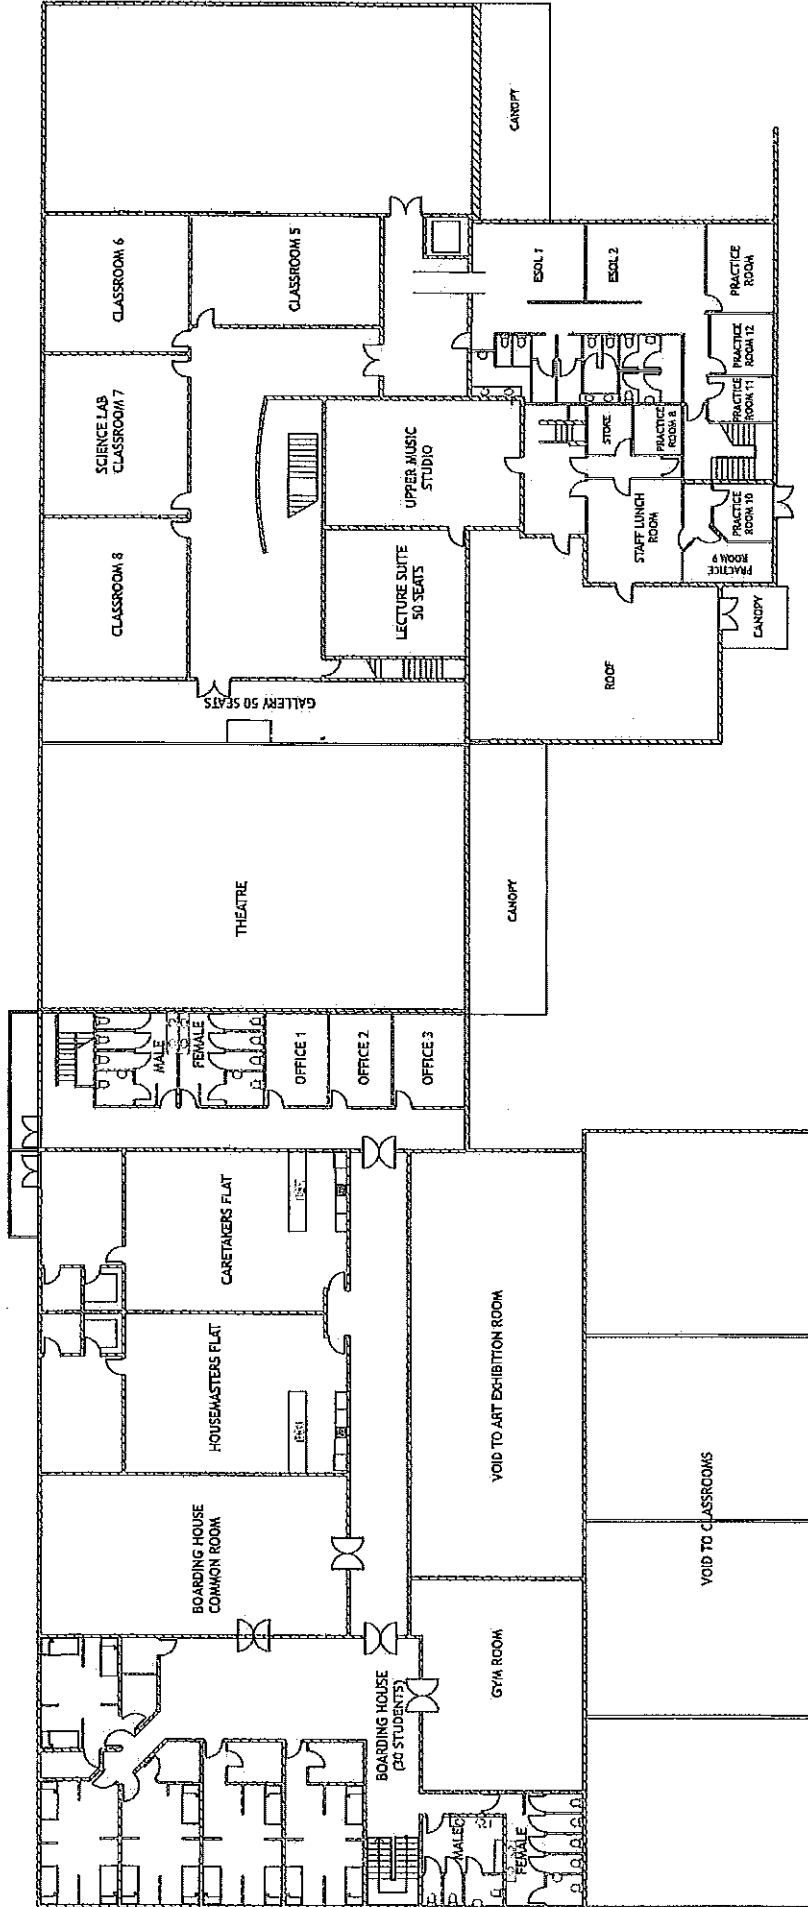 CANOPY
CLASSROOM 6
CLASSROOM 5
SCIENCE LAB
CLASSROOM 7
CLASSROOM 8
ESOL 1
ESOL 2
PRACTICE
ROOM
PRACTICE
ROOM 12
PRACTICE
ROOM 11
STORE
PRACTICE
ROOM 8
UPPER MUSIC
STUDIO
STAFF LUNCH
ROOM
PRACTICE
ROOM 10
PRACTICE
ROOM 9
LECTURE SUITE
50 SEATS
CANOPY
ROOF
GALLERY 50 SEATS
THEATRE
CANOPY
MALE
FEMALE
OFFICE 1
OFFICE 2
OFFICE 3
CARETAKERS FLAT
HOUSEMASTERS FLAT
VOID TO ART EXHIBITION ROOM
VOID TO CLASSROOMS
BOARDING HOUSE
COMMON ROOM
GYM ROOM
BOARDING HOUSE
(20 STUDENTS)
MALE
FEMALE